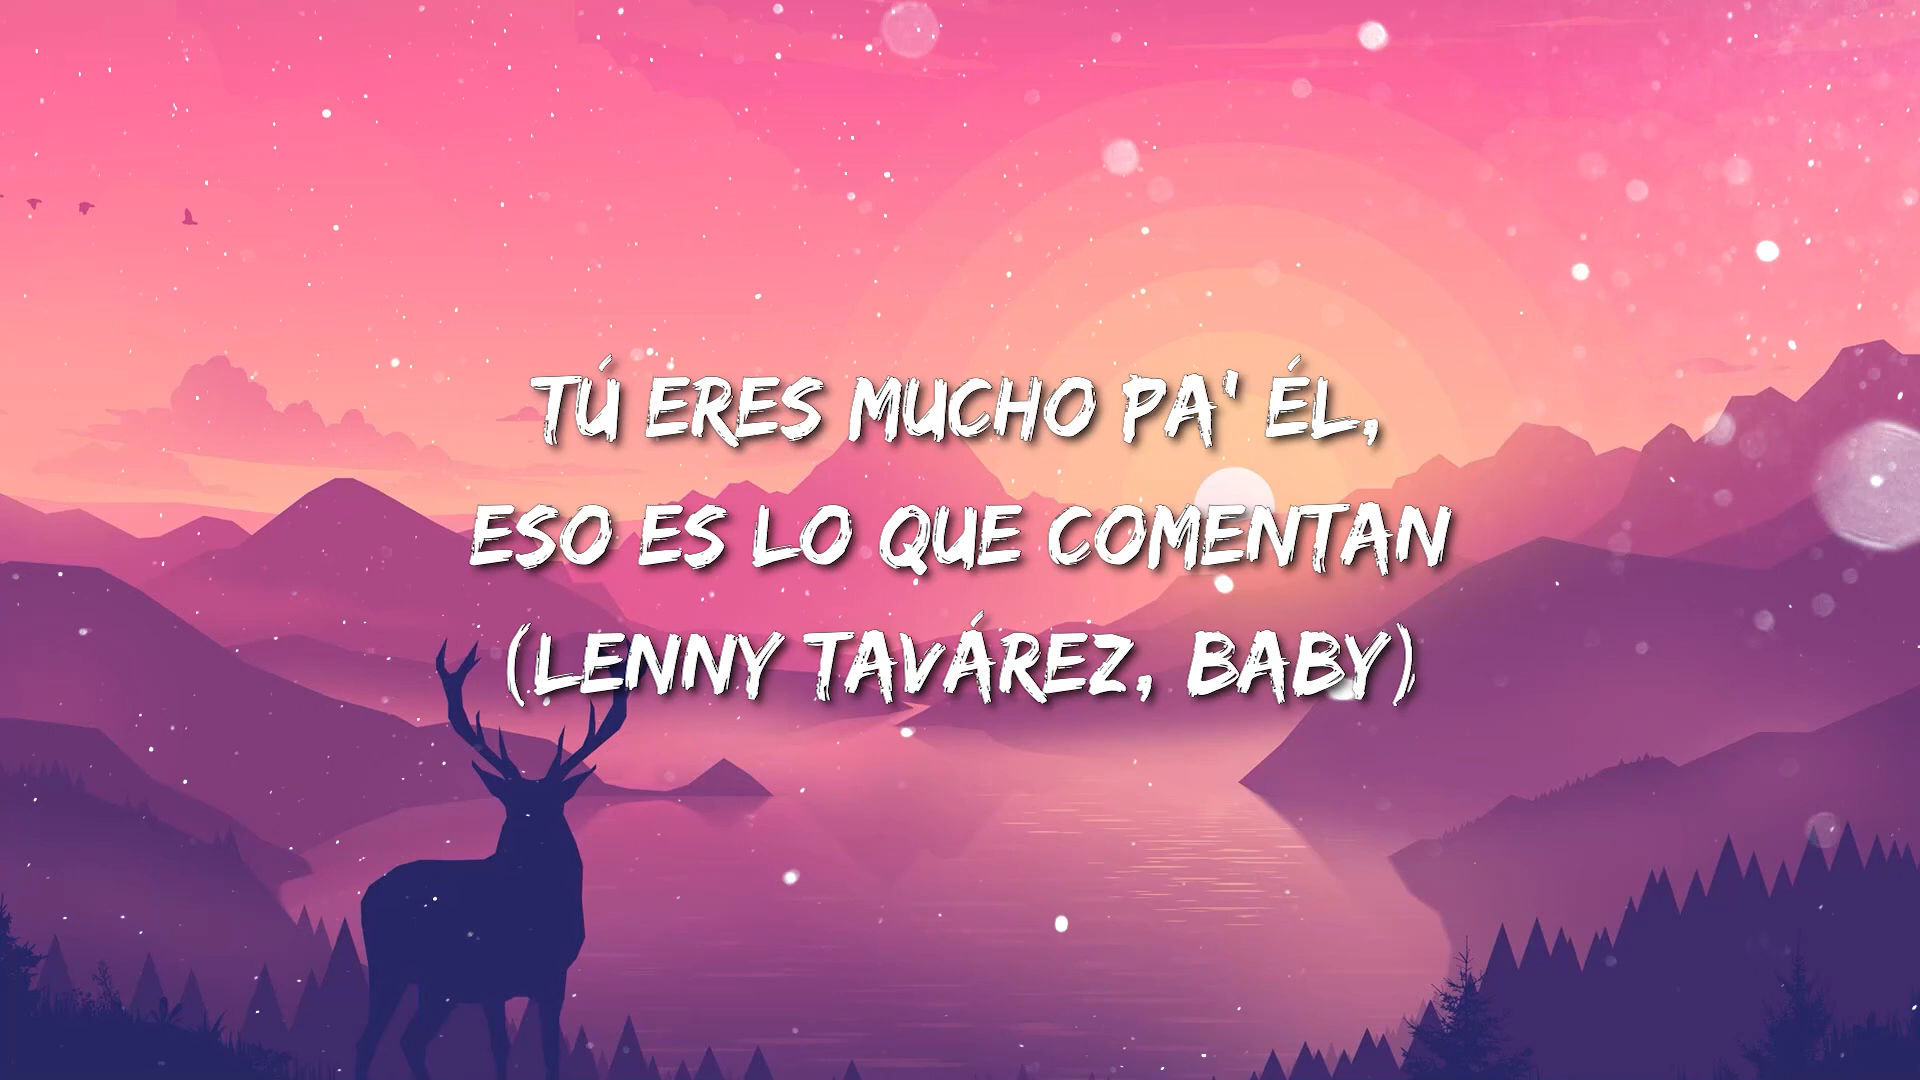 TÚ ERES MUCHO PA' ÉL,
ESO ES LO QUE COMENTAN
(LENNY TAVÁREZ, BABY)